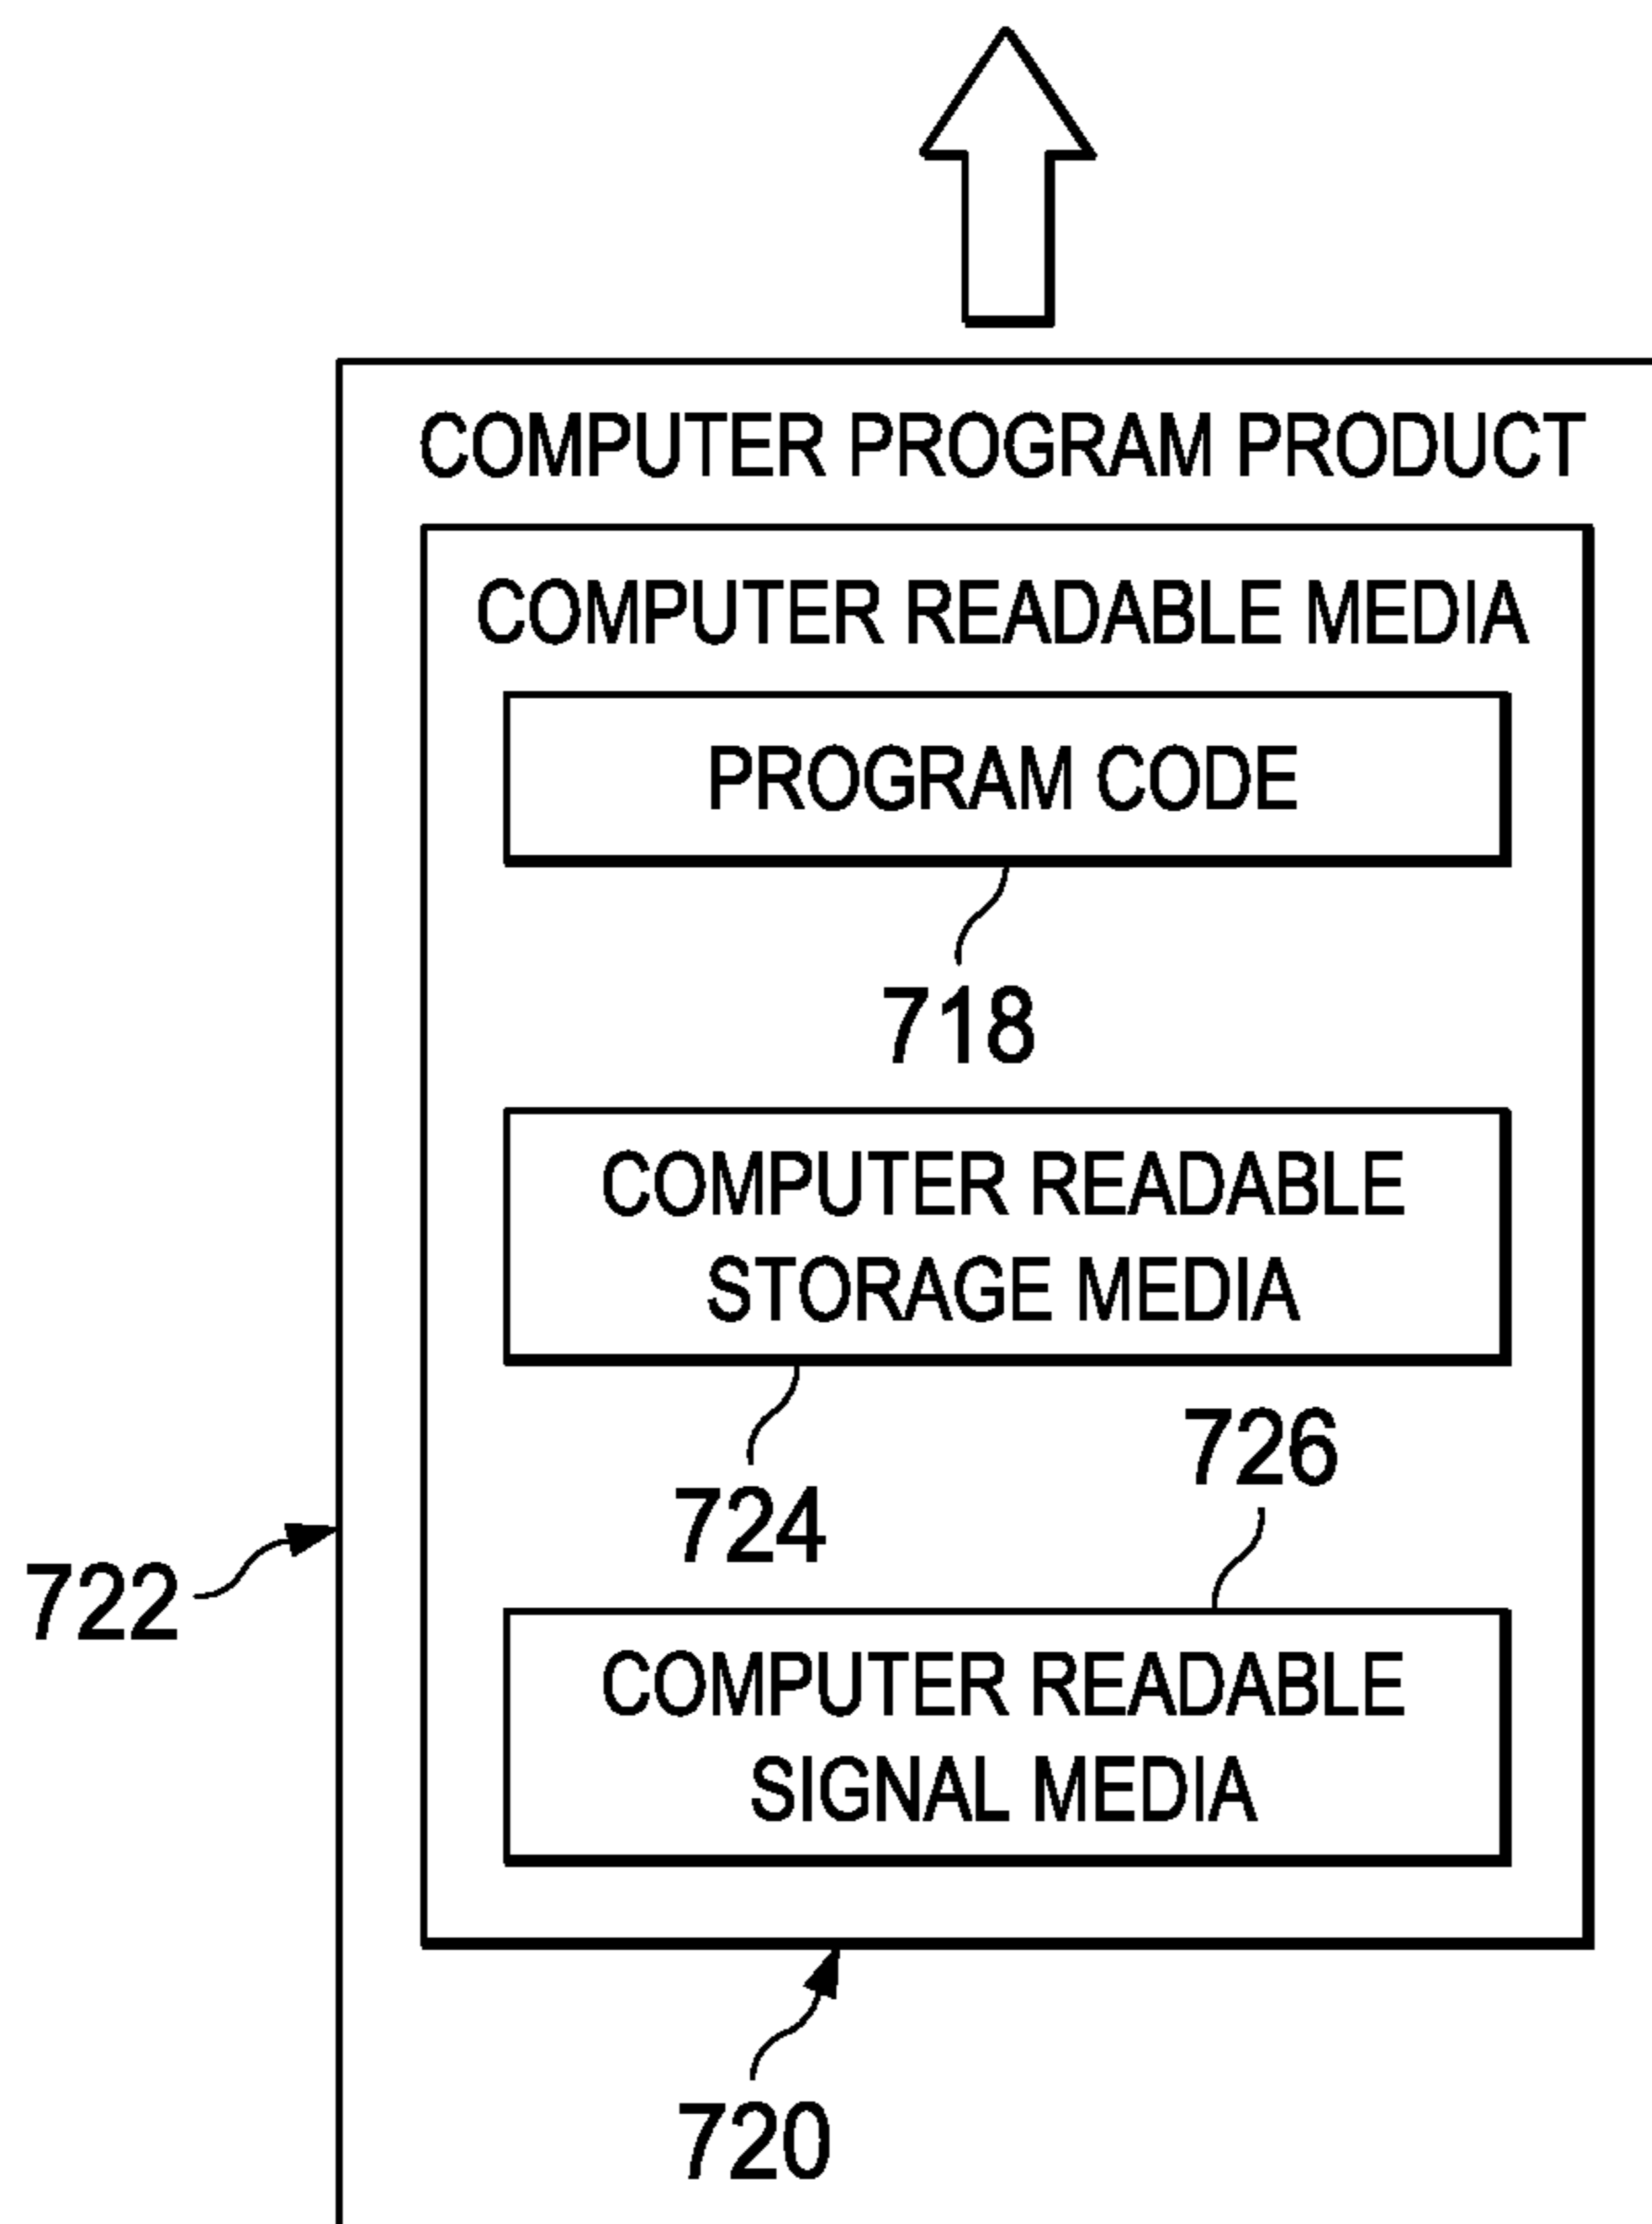 COMPUTER PROGRAM PRODUCT
COMPUTER READABLE MEDIA
PROGRAM CODE
718
COMPUTER READABLE
STORAGE MEDIA
726
724
722
COMPUTER READABLE
SIGNAL MEDIA
720